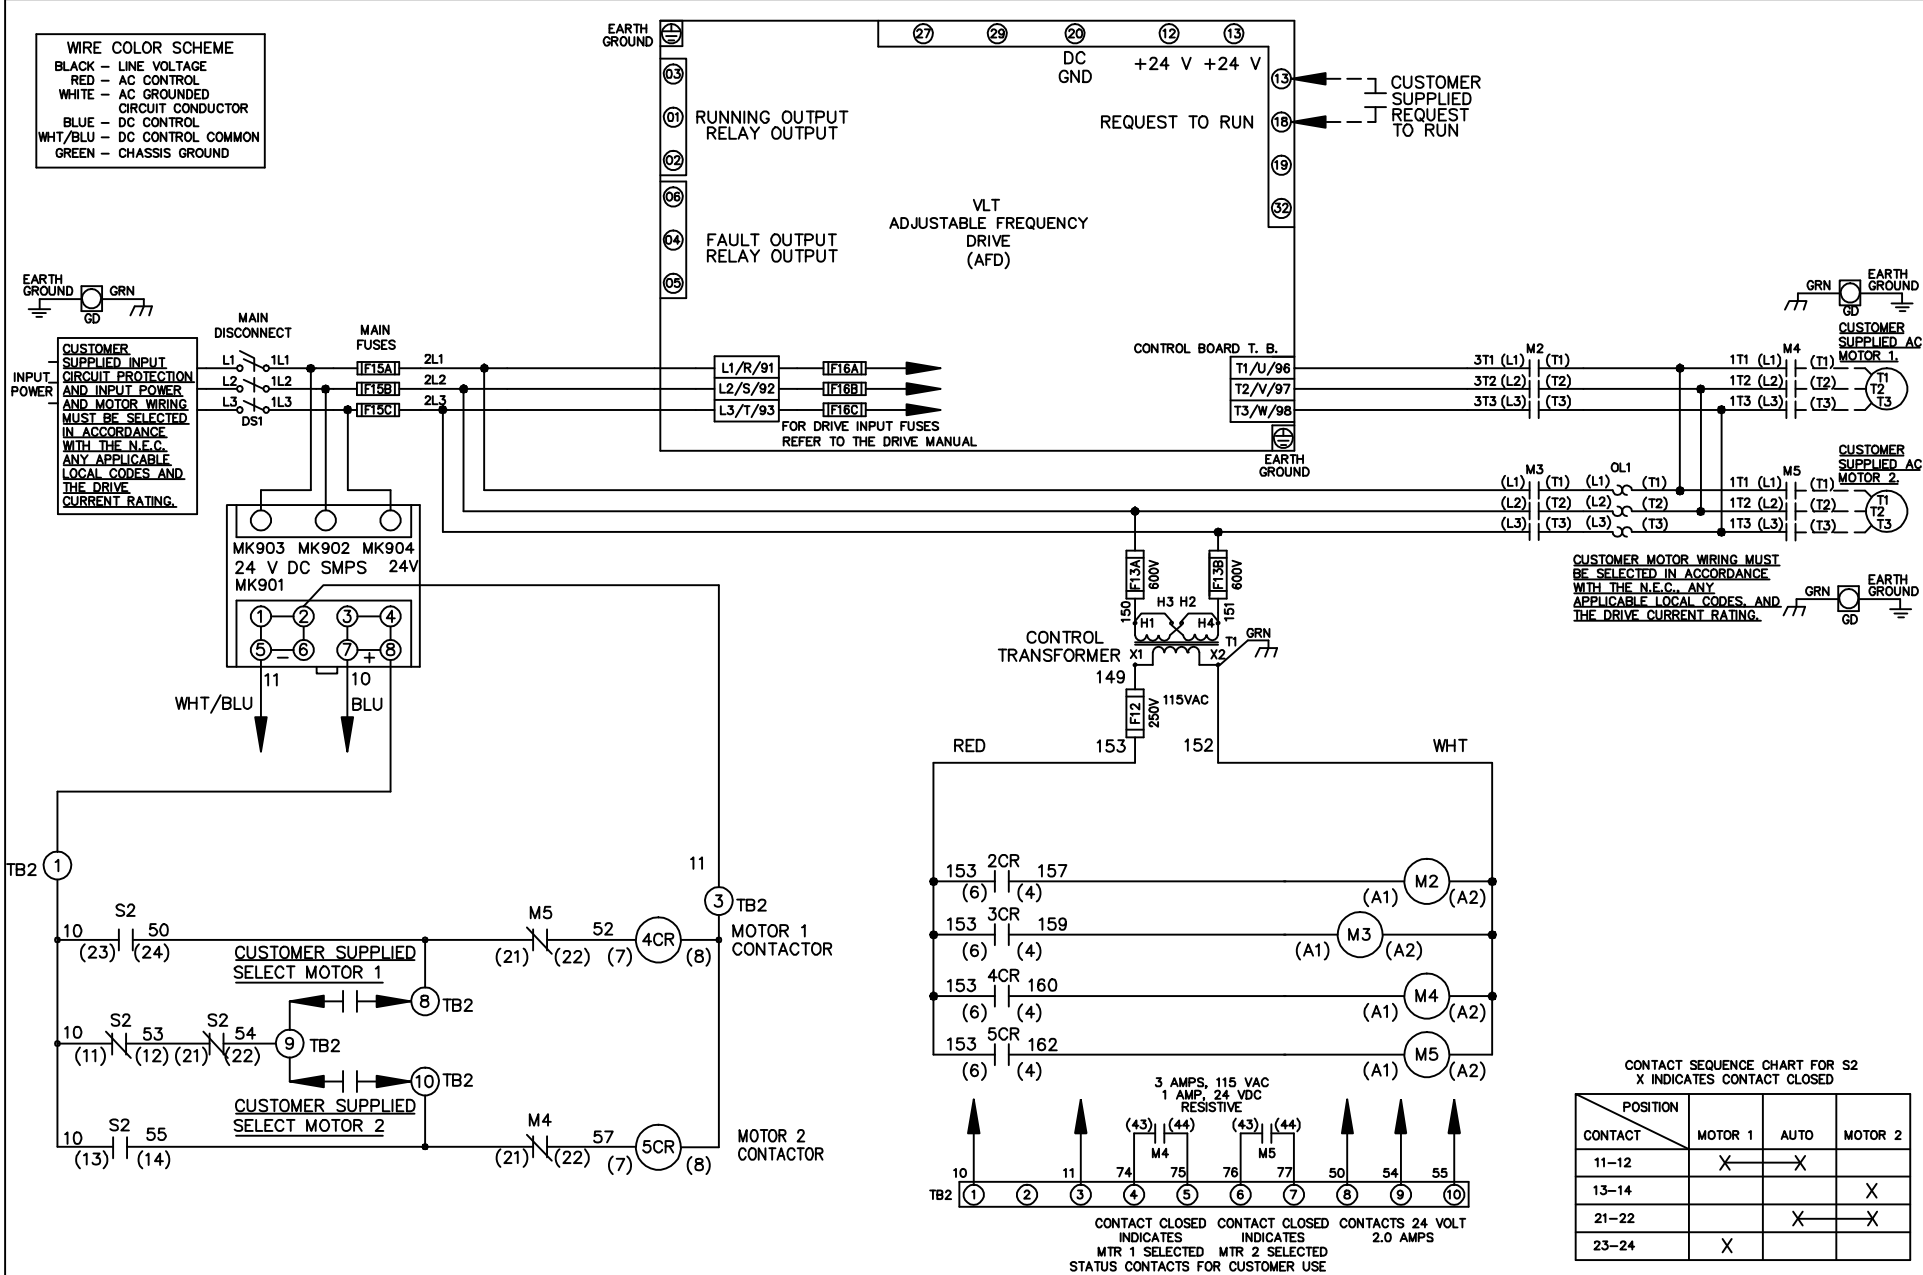 WIRE COLOR SCHEME
BLACK – LINE VOLTAGE
RED – AC CONTROL
WHITE – AC GROUNDED
CIRCUIT CONDUCTOR
BLUE – DC CONTROL
WHT/BLU – DC CONTROL COMMON
GREEN – CHASSIS GROUND
EARTH
GROUND
27 29 20 12 13
DC
GND
+24 V +24 V
03
01
02
RUNNING OUTPUT
RELAY OUTPUT
06
04
05
FAULT OUTPUT
RELAY OUTPUT
VLT
ADJUSTABLE FREQUENCY
DRIVE
(AFD)
REQUEST TO RUN
13
18
19
32
CUSTOMER
SUPPLIED
REQUEST
TO RUN
EARTH
GROUND
GRN
GD
INPUT
POWER
CUSTOMER
SUPPLIED INPUT
CIRCUIT PROTECTION
AND INPUT POWER
AND MOTOR WIRING
MUST BE SELECTED
IN ACCORDANCE
WITH THE N.E.C.
ANY APPLICABLE
LOCAL CODES AND
THE DRIVE
CURRENT RATING.
MAIN
DISCONNECT
L1 1L1
L2 1L2
L3 1L3
DS1
MAIN
FUSES
F15A 2L1
F15B 2L2
F15C 2L3
L1/R/91 F16A
L2/S/92 F16B
L3/T/93 F16C
FOR DRIVE INPUT FUSES
REFER TO THE DRIVE MANUAL
CONTROL BOARD T. B.
T1/U/96
T2/V/97
T3/W/98
EARTH
GROUND
M2
3T1 (L1) (T1)
3T2 (L2) (T2)
3T3 (L3) (T3)
M4
1T1 (L1) (T1)
1T2 (L2) (T2)
1T3 (L3) (T3)
GRN
EARTH
GROUND
GD
CUSTOMER
SUPPLIED AC
MOTOR 1.
T1
T2
T3
M3 OL1
(L1) (T1) (L1) (T1)
(L2) (T2) (L2) (T2)
(L3) (T3) (L3) (T3)
M5
1T1 (L1) (T1)
1T2 (L2) (T2)
1T3 (L3) (T3)
CUSTOMER
SUPPLIED AC
MOTOR 2.
T1
T2
T3
CUSTOMER MOTOR WIRING MUST
BE SELECTED IN ACCORDANCE
WITH THE N.E.C., ANY
APPLICABLE LOCAL CODES, AND
THE DRIVE CURRENT RATING.
GRN
EARTH
GROUND
GD
MK903 MK902 MK904
24 V DC SMPS 24V
MK901
1 2 3 4
5 – 6 7 + 8
11 10
WHT/BLU BLU
F13A 600V F13B 600V
150 151
H3 H2
H1 H4
CONTROL
TRANSFORMER
X1 X2 T1 GRN
149
F12 250V 115VAC
153 152
RED WHT
TB2 1
11
3 TB2
10 S2 50
(23) (24)
M5
(21) (22)
52
(7) 4CR (8)
MOTOR 1
CONTACTOR
CUSTOMER SUPPLIED
SELECT MOTOR 1
8 TB2
10 S2 53 S2 54
(11) (12) (21) (22)
9 TB2
10 TB2
CUSTOMER SUPPLIED
SELECT MOTOR 2
10 S2 55
(13) (14)
M4
(21) (22)
57
(7) 5CR (8)
MOTOR 2
CONTACTOR
153 2CR 157
(6) (4)
(A1) M2 (A2)
153 3CR 159
(6) (4)
(A1) M3 (A2)
153 4CR 160
(6) (4)
(A1) M4 (A2)
153 5CR 162
(6) (4)
(A1) M5 (A2)
3 AMPS, 115 VAC
1 AMP, 24 VDC
RESISTIVE
(43) (44) (43) (44)
M4 M5
10 11 74 75 76 77 50 54 55
TB2 1 2 3 4 5 6 7 8 9 10
CONTACT CLOSED
INDICATES
MTR 1 SELECTED
CONTACT CLOSED
INDICATES
MTR 2 SELECTED
CONTACTS 24 VOLT
2.0 AMPS
STATUS CONTACTS FOR CUSTOMER USE
CONTACT SEQUENCE CHART FOR S2
X INDICATES CONTACT CLOSED
POSITION
CONTACT MOTOR 1 AUTO MOTOR 2
11–12 X X
13–14 X
21–22 X X
23–24 X